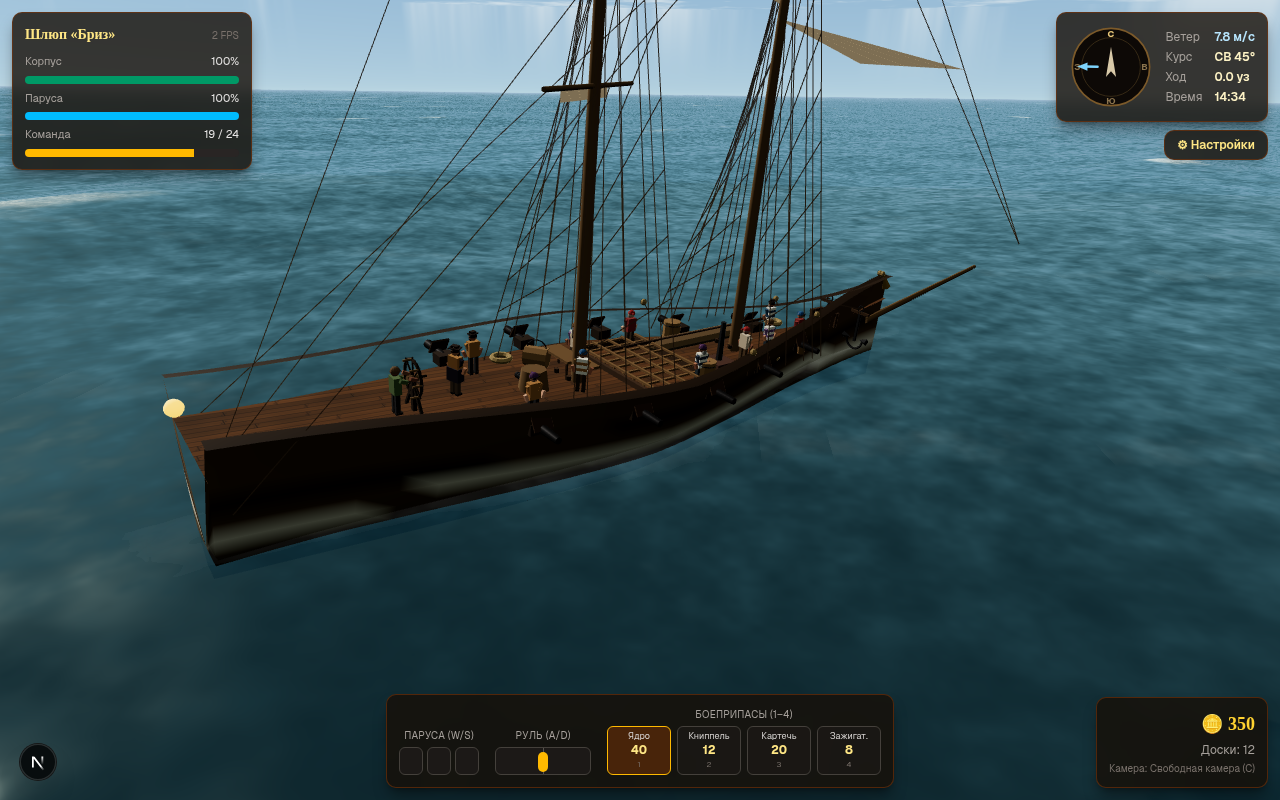 Шлюп «Бриз» 2 FPS
Корпус 100%
Паруса 100%
Команда 19 / 24
С
З В
Ю
Ветер 7.8 м/с
Курс СВ 45°
Ход 0.0 уз
Время 14:34
⚙ Настройки
ПАРУСА (W/S)
РУЛЬ (A/D)
БОЕПРИПАСЫ (1–4)
Ядро
40
1
Книппель
12
2
Картечь
20
3
Зажигат.
8
4
N
350
Доски: 12
Камера: Свободная камера (C)